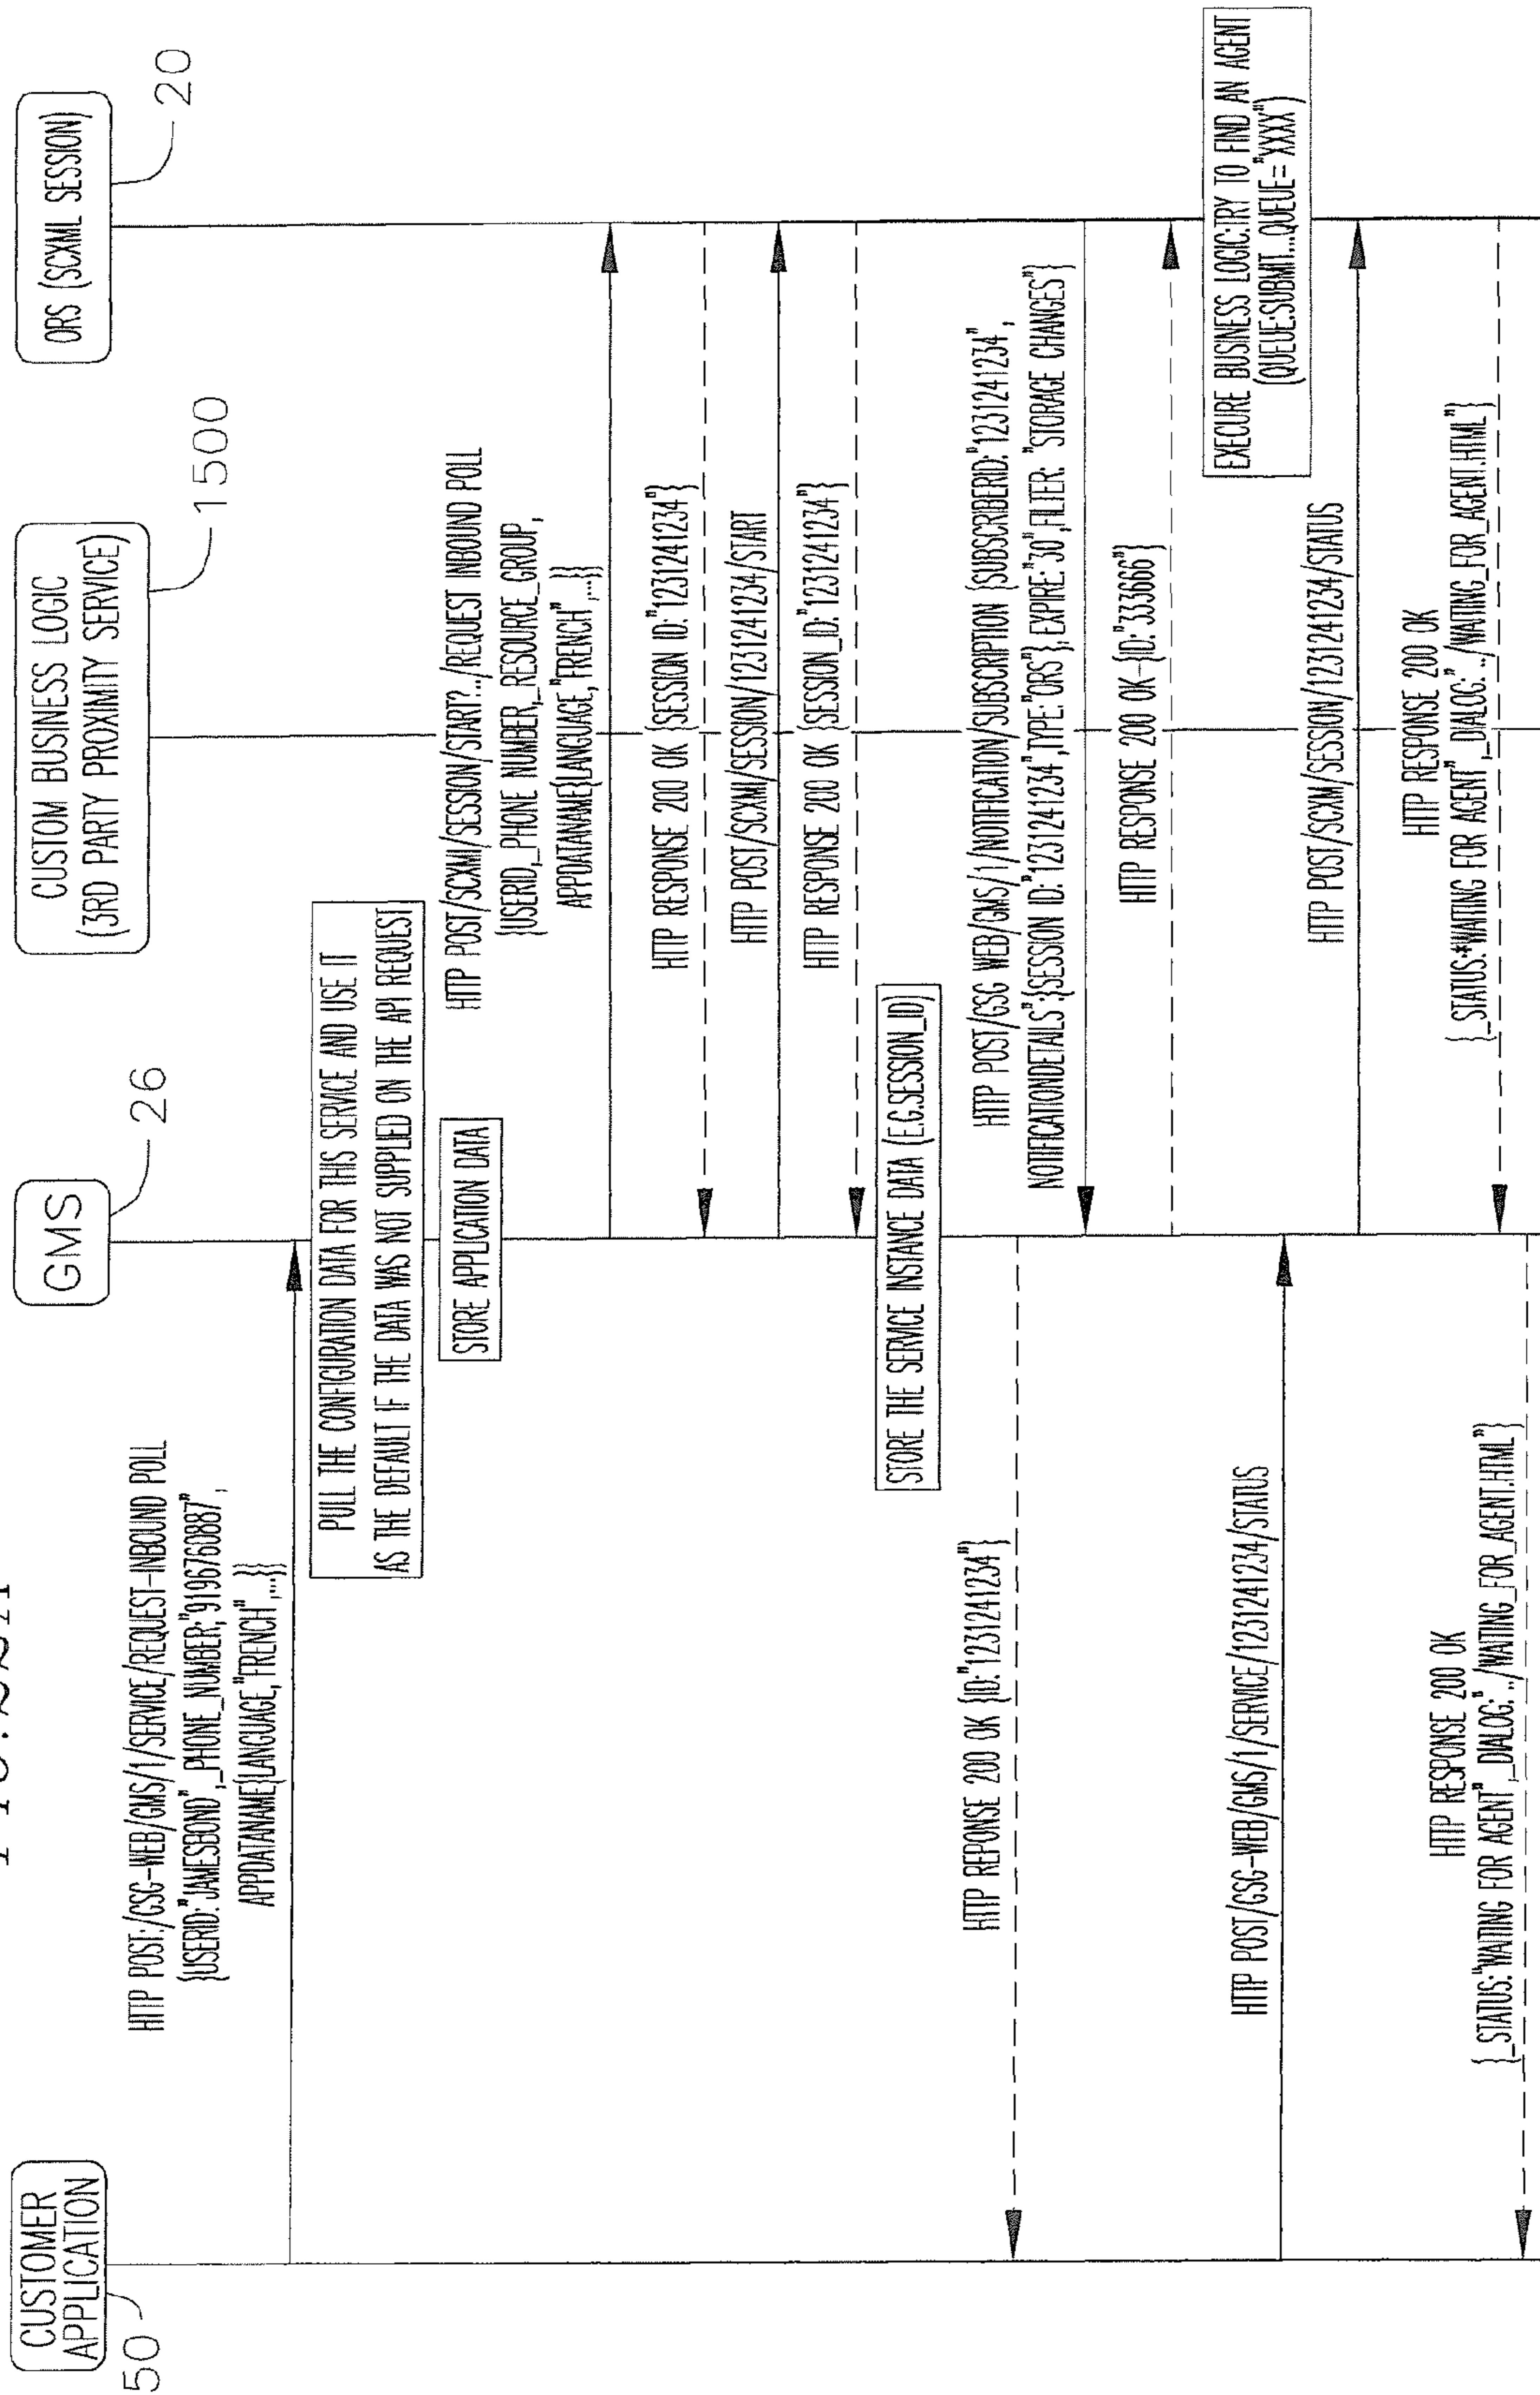 CUSTOMER
APPLICATION
50
GMS
26
CUSTOM BUSINESS LOGIC
(3RD PARTY PROXIMITY SERVICE)
1500
ORS (SCXML SESSION)
20
HTTP POST:/GSG-WEB/GMS/1/SERVICE/REQUEST-INBOUND POLL
{USERID:"JAMESBOND",_PHONE_NUMBER;"919676O887",
APPDATANAME{LANGUAGE,"FRENCH",...}}
PULL THE CONFIGURATION DATA FOR THIS SERVICE AND USE IT
AS THE DEFAULT IF THE DATA WAS NOT SUPPLIED ON THE API REQUEST
STORE APPLICATION DATA
HTTP POST/SCXMI/SESSION/START?../REQUEST INBOUND POLL
{USERID,_PHONE NUMBER,_RESOURCE_GROUP,
APPDATANAME{LANGUAGE,"FRENCH",...}}
HTTP RESPONSE 200 OK {SESSION ID:"1231241234"}
HTTP POST/SCXM/SESSION/1231241234/START
HTTP RESPONSE 200 OK {SESSION_ID:"1231241234"}
STORE THE SERVICE INSTANCE DATA (E.G.SESSION_ID)
HTTP REPONSE 200 OK {ID:"1231241234"}
HTTP POST/GSG WEB/GMS/1/NOTIFICATION/SUBSCRIPTION {SUBSCRIBERID:"1231241234",
NOTIFICATIONDETAILS":{SESSION ID:"1231241234",TYPE:"ORS"},EXPIRE:"30",FILTER: "STORAGE CHANGES"}
HTTP RESPONSE 200 OK-{ID:"333666"}
EXECURE BUSINESS LOGIC:TRY TO FIND AN AGENT
(QUEUE:SUBMIT...QUEUE="XXXX")
HTTP POST/GSG-WEB/GMS/1/SERVICE/1231241234/STATUS
HTTP POST/SCXM/SESSION/1231241234/STATUS
HTTP RESPONSE 200 OK
{_STATUS:*WAITING FOR AGENT",_DIALOG:"../WAITING_FOR_AGENT.HTML"}
HTTP RESPONSE 200 OK
{_STATUS:"WAITING FOR AGENT",_DIALOG:"../WAITING_FOR_AGENT.HTML"}